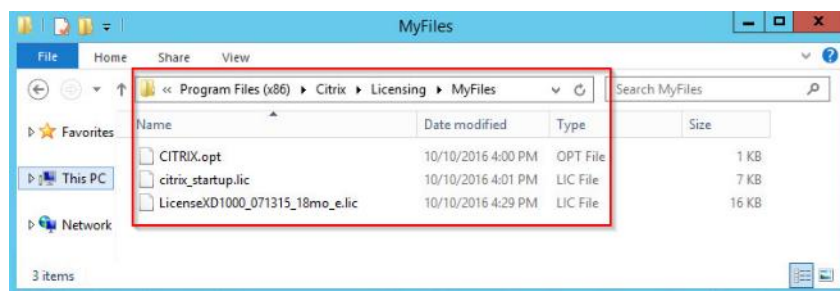 MyFiles
File Home Share View
« Program Files (x86) ▸ Citrix ▸ Licensing ▸ MyFiles Search MyFiles
Favorites
This PC
Network
Name Date modified Type Size
CITRIX.opt 10/10/2016 4:00 PM OPT File 1 KB
citrix_startup.lic 10/10/2016 4:01 PM LIC File 7 KB
LicenseXD1000_071315_18mo_e.lic 10/10/2016 4:29 PM LIC File 16 KB
3 items